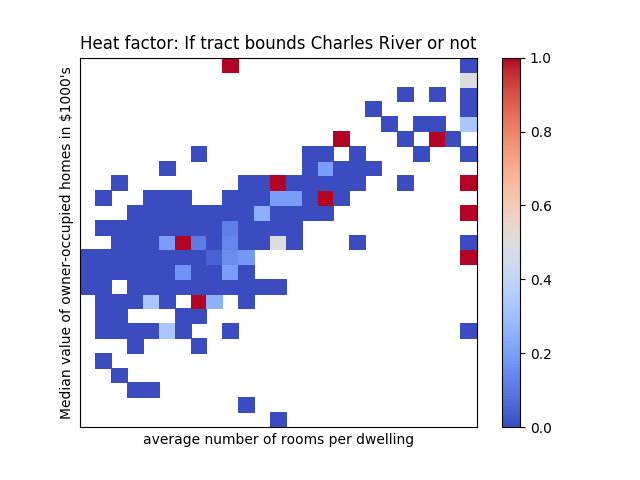 Heat factor: If tract bounds Charles River or not
Median value of owner-occupied homes in $1000's
average number of rooms per dwelling
1.0
0.8
0.6
0.4
0.2
0.0